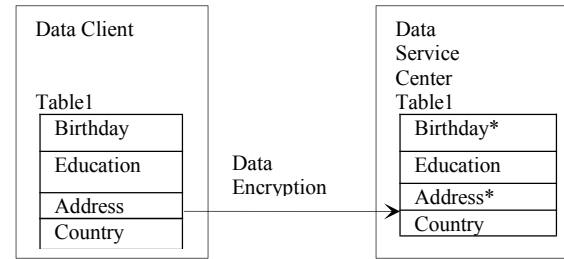 Data Client
Table1
Birthday
Education
Address
Country
Data
Encryption
Data
Service
Center
Table1
Birthday*
Education
Address*
Country